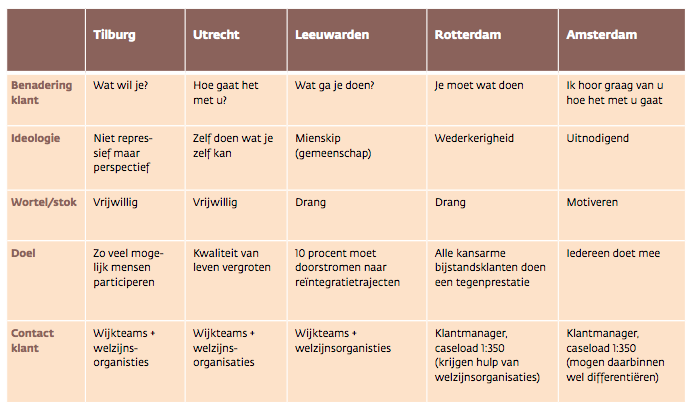 Tilburg Utrecht Leeuwarden Rotterdam Amsterdam
Benadering
klant
Wat wil je?
Hoe gaat het
met u?
Wat ga je doen?
Je moet wat doen
Ik hoor graag van u
hoe het met u gaat
Ideologie
Niet repres-
sief maar
perspectief
Zelf doen wat je
zelf kan
Mienskip
(gemeenschap)
Wederkerigheid
Uitnodigend
Wortel/stok
Vrijwillig
Vrijwillig
Drang
Drang
Motiveren
Doel
Zo veel moge-
lijk mensen
participeren
Kwaliteit van
leven vergroten
10 procent moet
doorstromen naar
reïntegratietrajecten
Alle kansarme
bijstandsklanten doen
een tegenprestatie
Iedereen doet mee
Contact
klant
Wijkteams +
welzijns-
organisties
Wijkteams +
welzijns-
organisaties
Wijkteams +
welzijnsorganisties
Klantmanager,
caseload 1:350
(krijgen hulp van
welzijnsorganisaties)
Klantmanager,
caseload 1:350
(mogen daarbinnen
wel differentiëren)